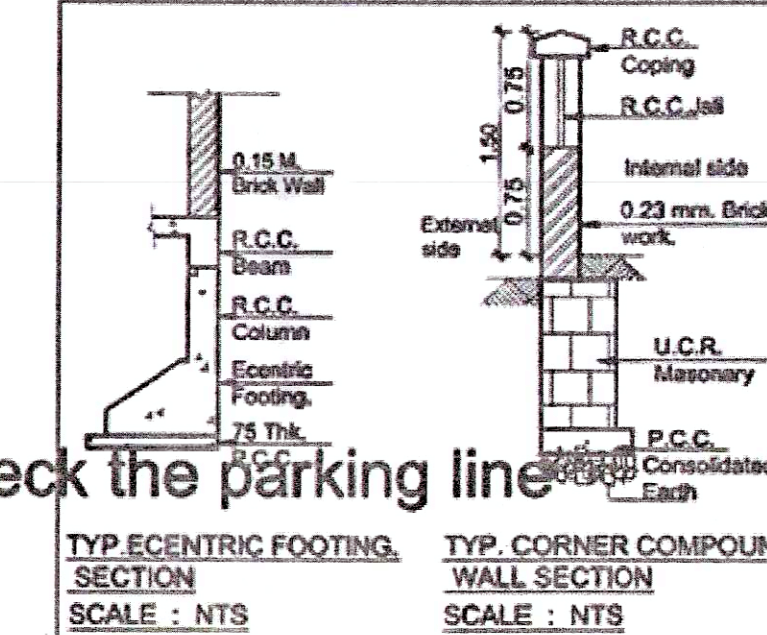 0.15 M.
Brick Wall
R.C.C.
Beam
R.C.C.
Column
Ecentric
Footing.
75 Thk.
P.C.C.
R.C.C.
Coping
R.C.C.Jali
Internal side
0.23 mm. Brick
work.
External
side
1.50
0.75
0.75
U.C.R.
Masonary
P.C.C.
Consolidated
Earth
eck the parking line
TYP.ECENTRIC FOOTING.
SECTION
SCALE : NTS
TYP. CORNER COMPOUN
WALL SECTION
SCALE : NTS